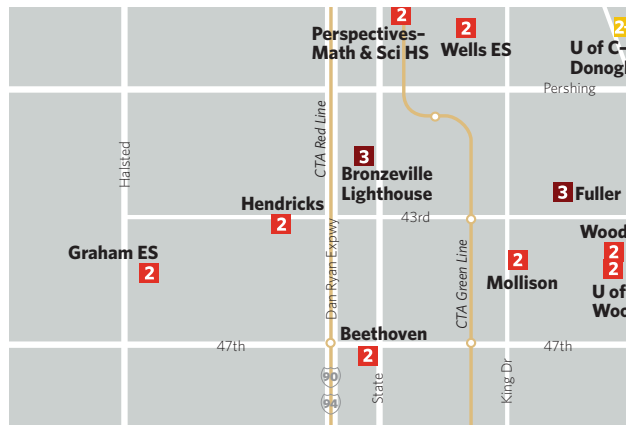 2
Perspectives–
Math & Sci HS
2
Wells ES
2
U of C–
Donogh
Pershing
CTA Red Line
Halsted
3
Bronzeville
Lighthouse
3
Fuller
Hendricks
2
43rd
Graham ES
2
Dan Ryan Expwy
CTA Green Line
2
Mollison
Wood
2
2
U of
Woo
47th
Beethoven
2
47th
90
94
State
King Dr